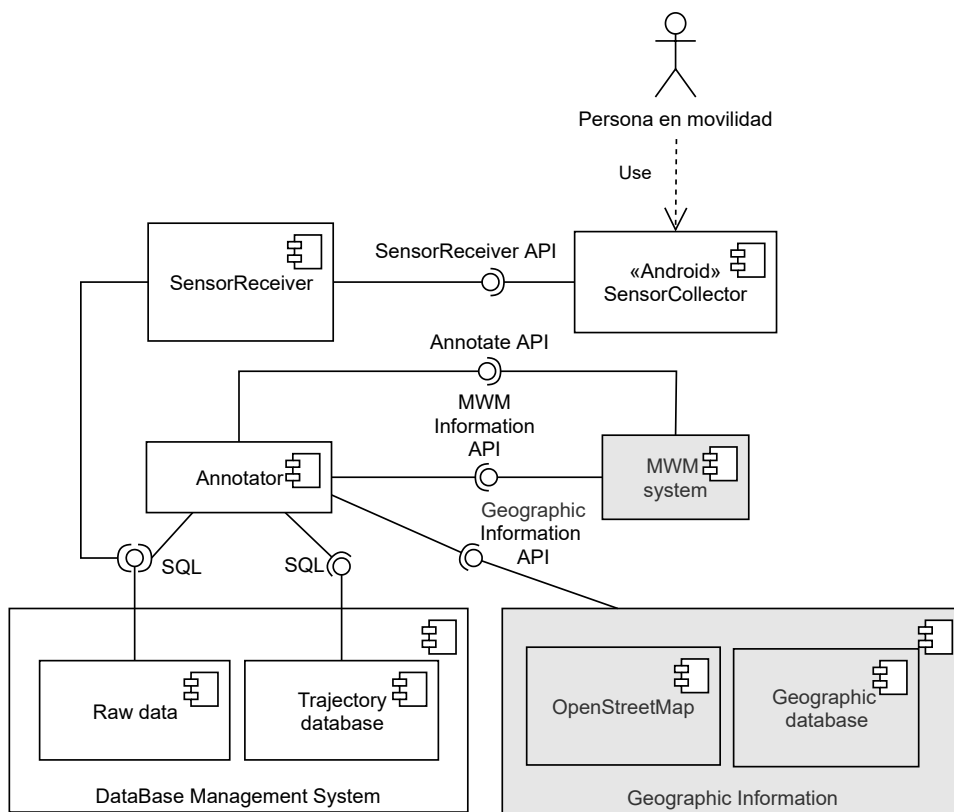 Persona en movilidad
Use
SensorReceiver API
SensorReceiver
«Android»
SensorCollector
Annotate API
MWM
Information
API
Annotator
MWM
system
Geographic
Information
API
SQL
SQL
Raw data
Trajectory
database
OpenStreetMap
Geographic
database
DataBase Management System
Geographic Information